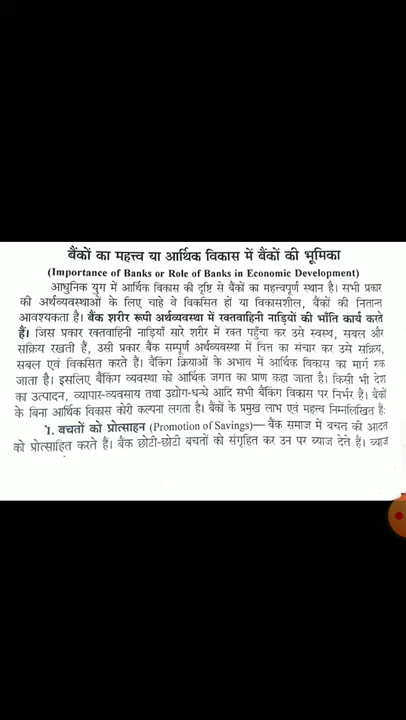 बैंकों का महत्त्व या आर्थिक विकास में बैंकों की भूमिका
(Importance of Banks or Role of Banks in Economic Development)
आधुनिक युग में आर्थिक विकास की दृष्टि से बैंकों का महत्त्वपूर्ण स्थान है। सभी प्रकार
की अर्थव्यवस्थाओं के लिए चाहे वे विकसित हों या विकासशील, बैंकों की नितान्त
आवश्यकता है। बैंक शरीर रूपी अर्थव्यवस्था में रक्तवाहिनी नाड़ियों की भाँति कार्य करते
हैं। जिस प्रकार रक्तवाहिनी नाड़ियाँ सारे शरीर में रक्त पहुँचा कर उसे स्वस्थ, सबल और
सक्रिय रखती हैं, उसी प्रकार बैंक सम्पूर्ण अर्थव्यवस्था में वित्त का संचार कर उसे सक्रिय,
सबल एवं विकसित करते हैं। बैंकिंग क्रियाओं के अभाव में आर्थिक विकास का मार्ग रुक
जाता है। इसलिए बैंकिंग व्यवस्था को आर्थिक जगत का प्राण कहा जाता है। किसी भी देश
का उत्पादन, व्यापार-व्यवसाय तथा उद्योग-धन्धे आदि सभी बैंकिंग विकास पर निर्भर हैं। बैंकों
के बिना आर्थिक विकास कोरी कल्पना लगता है। बैंकों के प्रमुख लाभ एवं महत्त्व निम्नलिखित हैं:
1. बचतों को प्रोत्साहन (Promotion of Savings)— बैंक समाज में बचत की आदत
को प्रोत्साहित करते हैं। बैंक छोटी-छोटी बचतों को संगृहित कर उन पर ब्याज देते हैं। ब्याज